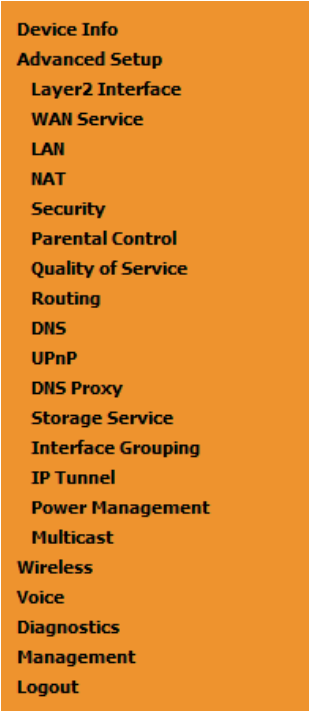 Device Info
Advanced Setup
Layer2 Interface
WAN Service
LAN
NAT
Security
Parental Control
Quality of Service
Routing
DNS
UPnP
DNS Proxy
Storage Service
Interface Grouping
IP Tunnel
Power Management
Multicast
Wireless
Voice
Diagnostics
Management
Logout